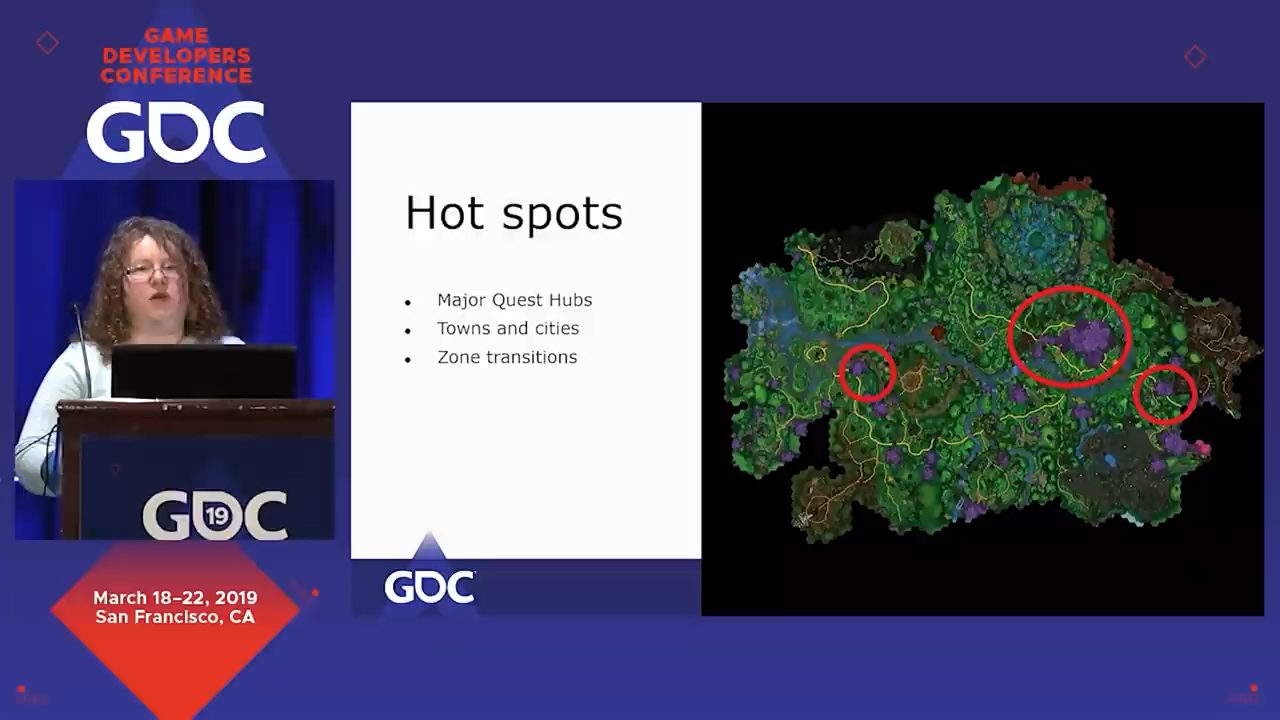 GAME
DEVELOPERS
CONFERENCE
GDC
Hot spots
• Major Quest Hubs
• Towns and cities
• Zone transitions
GDC
19
GDC
March 18–22, 2019
San Francisco, CA